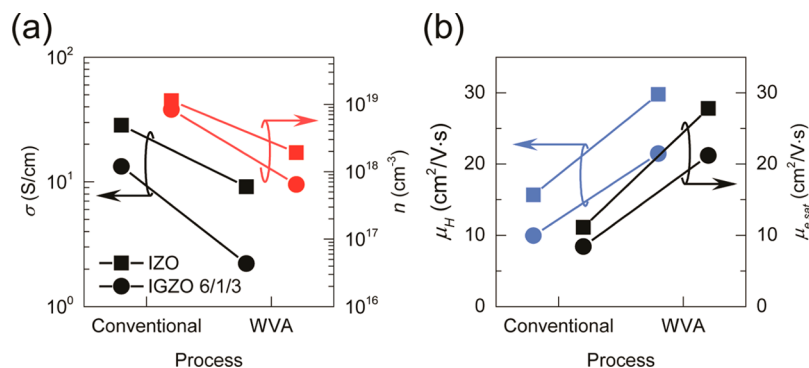 (a)
10²
10¹
10⁰
σ (S/cm)
IZO
IGZO 6/1/3
10¹⁹
10¹⁸
10¹⁷
10¹⁶
n (cm⁻³)
Conventional WVA
Process
(b)
30
20
10
0
μH (cm²/V·s)
30
20
10
0
μe,sat (cm²/V·s)
Conventional WVA
Process